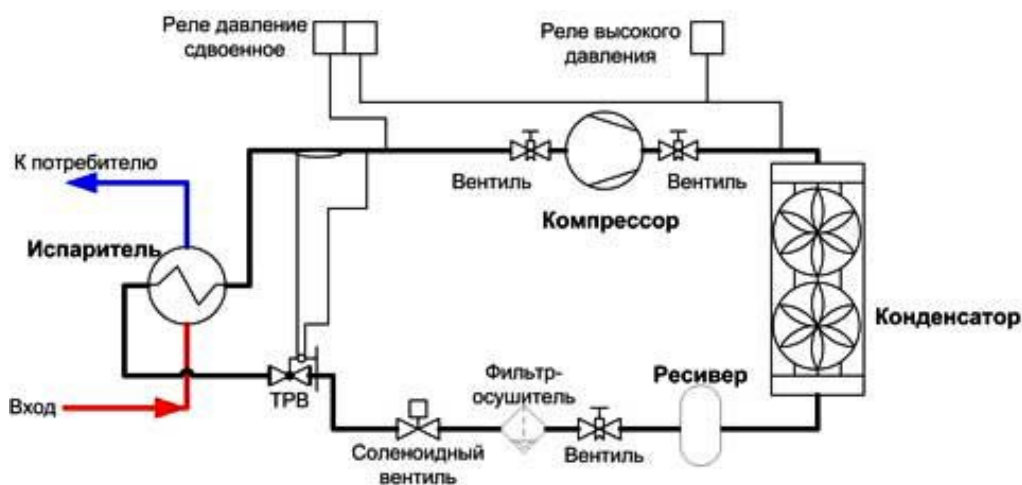 Реле давление
сдвоенное
Реле высокого
давления
К потребителю
Вентиль
Вентиль
Компрессор
Испаритель
Конденсатор
Фильтр-
осушитель
Ресивер
Вход
ТРВ
Соленоидный
вентиль
Вентиль